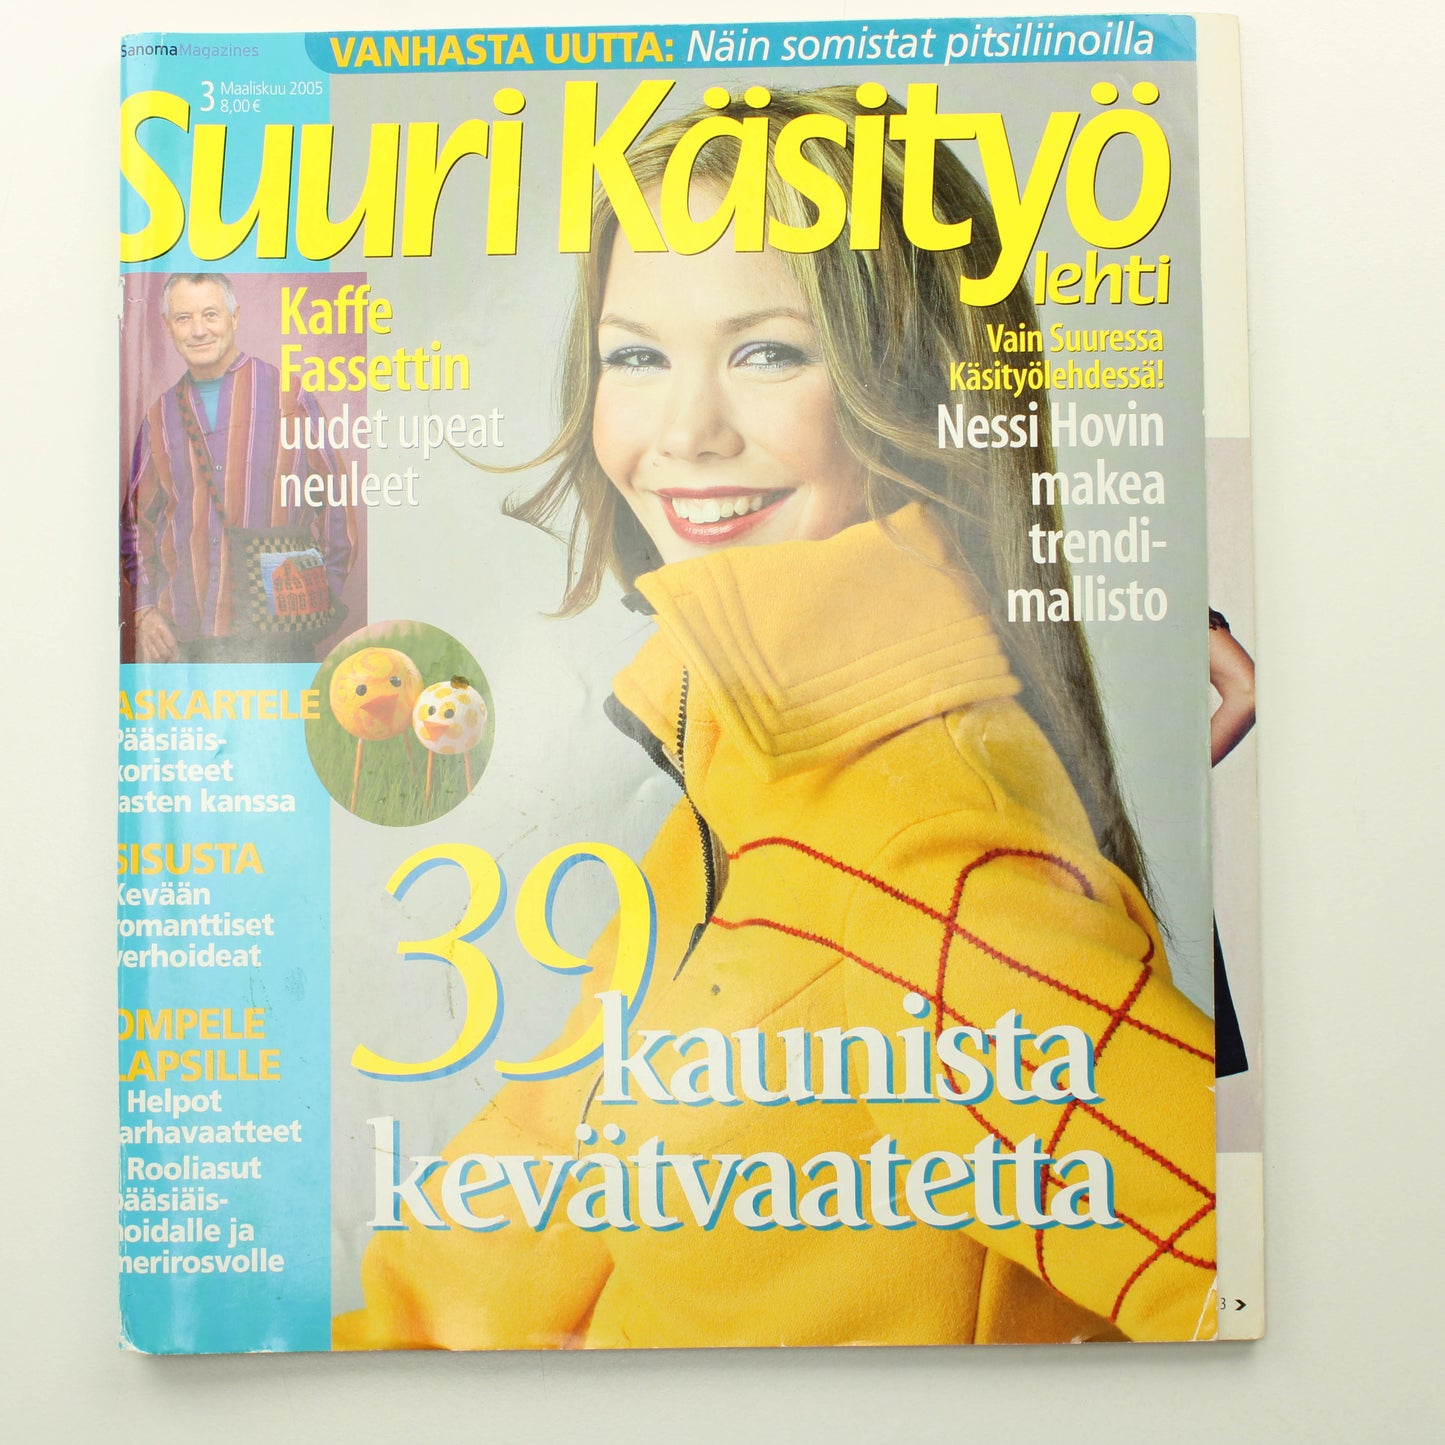 SanomaMagazines
VANHASTA UUTTA: Näin somistat pitsiliinoilla
3 Maaliskuu 2005
8,00 €
Suuri Käsityö
lehti
Kaffe
Fassettin
uudet upeat
neuleet
Vain Suuressa
Käsityölehdessä!
Nessi Hovin
makea
trendi-
mallisto
ASKARTELE
Pääsiäis-
koristeet
lasten kanssa
SISUSTA
Kevään
romanttiset
verhoideat
OMPELE
LAPSILLE
Helpot
tarhavaatteet
Rooliasut
pääsiäis-
noidalle ja
merirosvolle
39
kaunista
kevätvaatetta
3